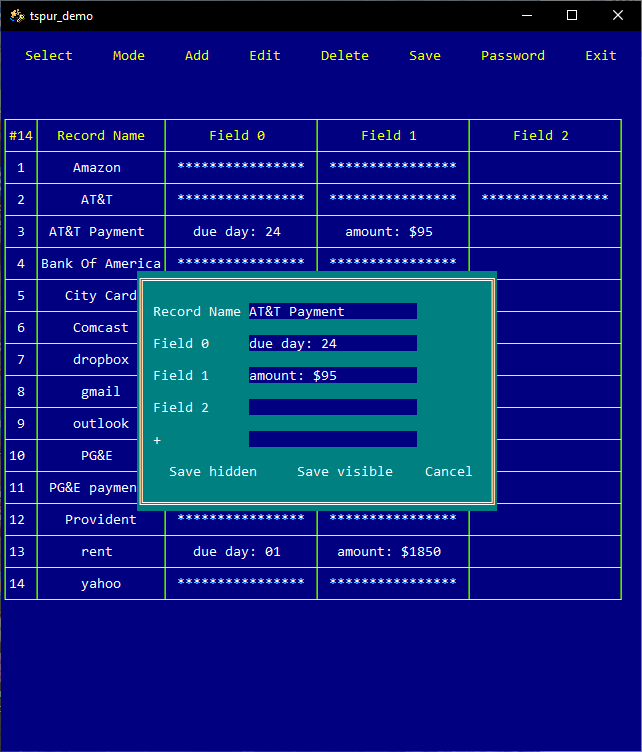 tspur_demo
Select Mode Add Edit Delete Save Password Exit
#14 Record Name Field 0 Field 1 Field 2
1 Amazon **************** ****************
2 AT&T **************** **************** ****************
3 AT&T Payment due day: 24 amount: $95
4 Bank Of America **************** ****************
5 City Card
6 Comcast
7 dropbox
8 gmail
9 outlook
10 PG&E
11 PG&E paymen
Record Name AT&T Payment
Field 0 due day: 24
Field 1 amount: $95
Field 2
+
Save hidden Save visible Cancel
12 Provident **************** ****************
13 rent due day: 01 amount: $1850
14 yahoo **************** ****************